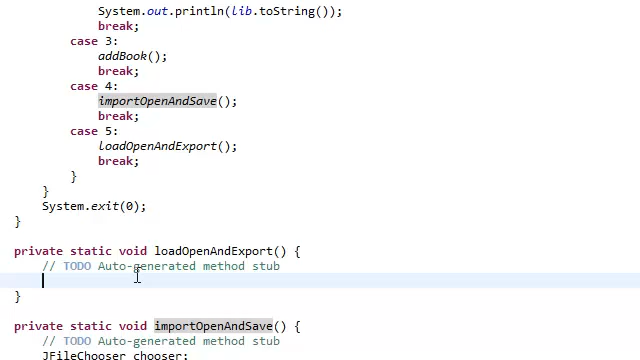 System.out.println(lib.toString());
break;
case 3:
addBook();
break;
case 4:
importOpenAndSave();
break;
case 5:
loadOpenAndExport();
break;
}
}
System.exit(0);
}
private static void loadOpenAndExport() {
// TODO Auto-generated method stub
}
private static void importOpenAndSave() {
// TODO Auto-generated method stub
JFileChooser chooser;